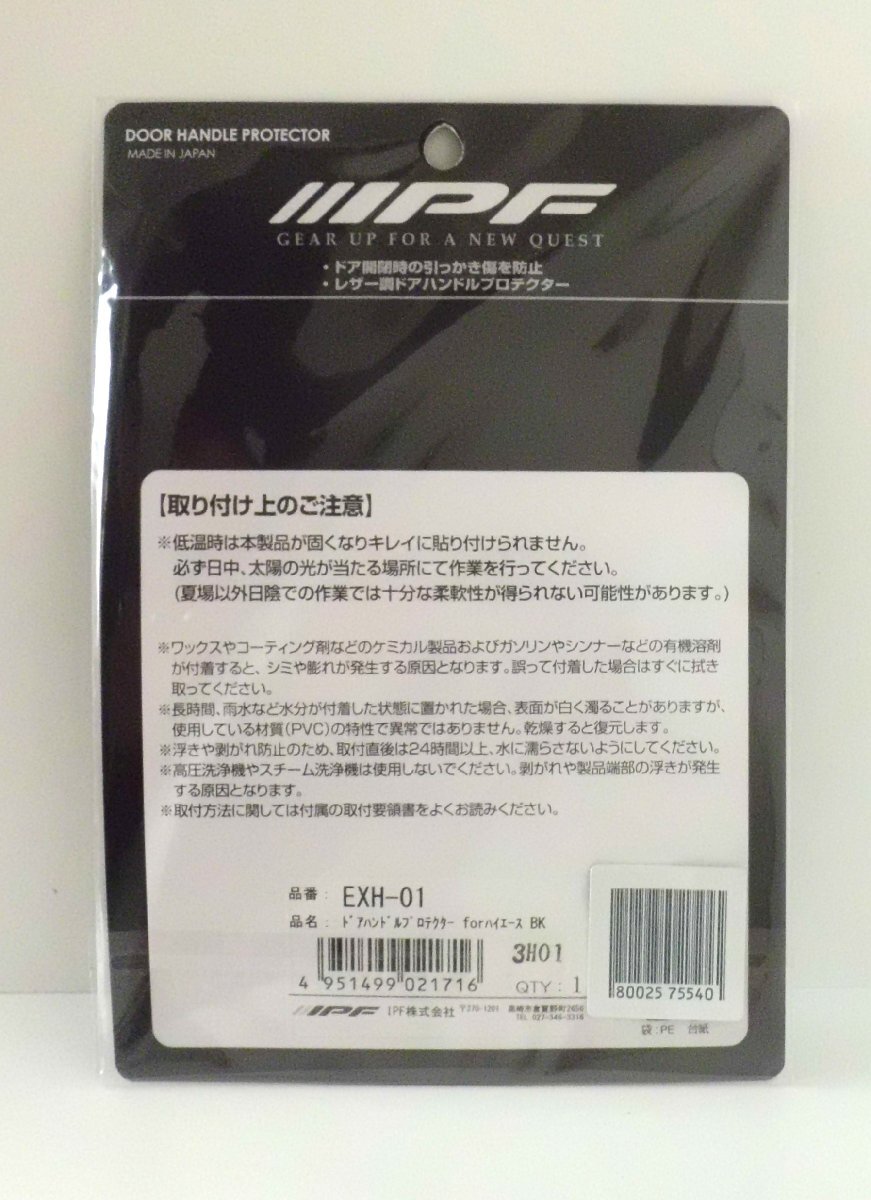 DOOR HANDLE PROTECTOR
MADE IN JAPAN
IPF
GEAR UP FOR A NEW QUEST
・ドア開閉時の引っかき傷を防止
・レザー調ドアハンドルプロテクター
【取り付け上のご注意】
※低温時は本製品が固くなりキレイに貼り付けられません。
必ず日中、太陽の光が当たる場所にて作業を行ってください。
(夏場以外日陰での作業では十分な柔軟性が得られない可能性があります。)
※ワックスやコーティング剤などのケミカル製品およびガソリンやシンナーなどの有機溶剤
が付着すると、シミや膨れが発生する原因となります。誤って付着した場合はすぐに拭き
取ってください。
※長時間、雨水など水分が付着した状態に置かれた場合、表面が白く濁ることがありますが、
使用している材質(PVC)の特性で異常ではありません。乾燥すると復元します。
※浮きや剥がれ防止のため、取付直後は24時間以上、水に濡らさないようにしてください。
※高圧洗浄機やスチーム洗浄機は使用しないでください。剥がれや製品端部の浮きが発生
する原因となります。
※取付方法に関しては付属の取付要領書をよくお読みください。
品番: EXH-01
品名: ﾄﾞｱﾊﾝﾄﾞﾙﾌﾟﾛﾃｸﾀｰ forﾊｲｴｰｽ BK
3H01
4 951499 021716
QTY: 1
80025 75540
IPF IPF株式会社 〒370-1201 高崎市倉賀野町2656
TEL 027-346-3316
袋:PE 台紙